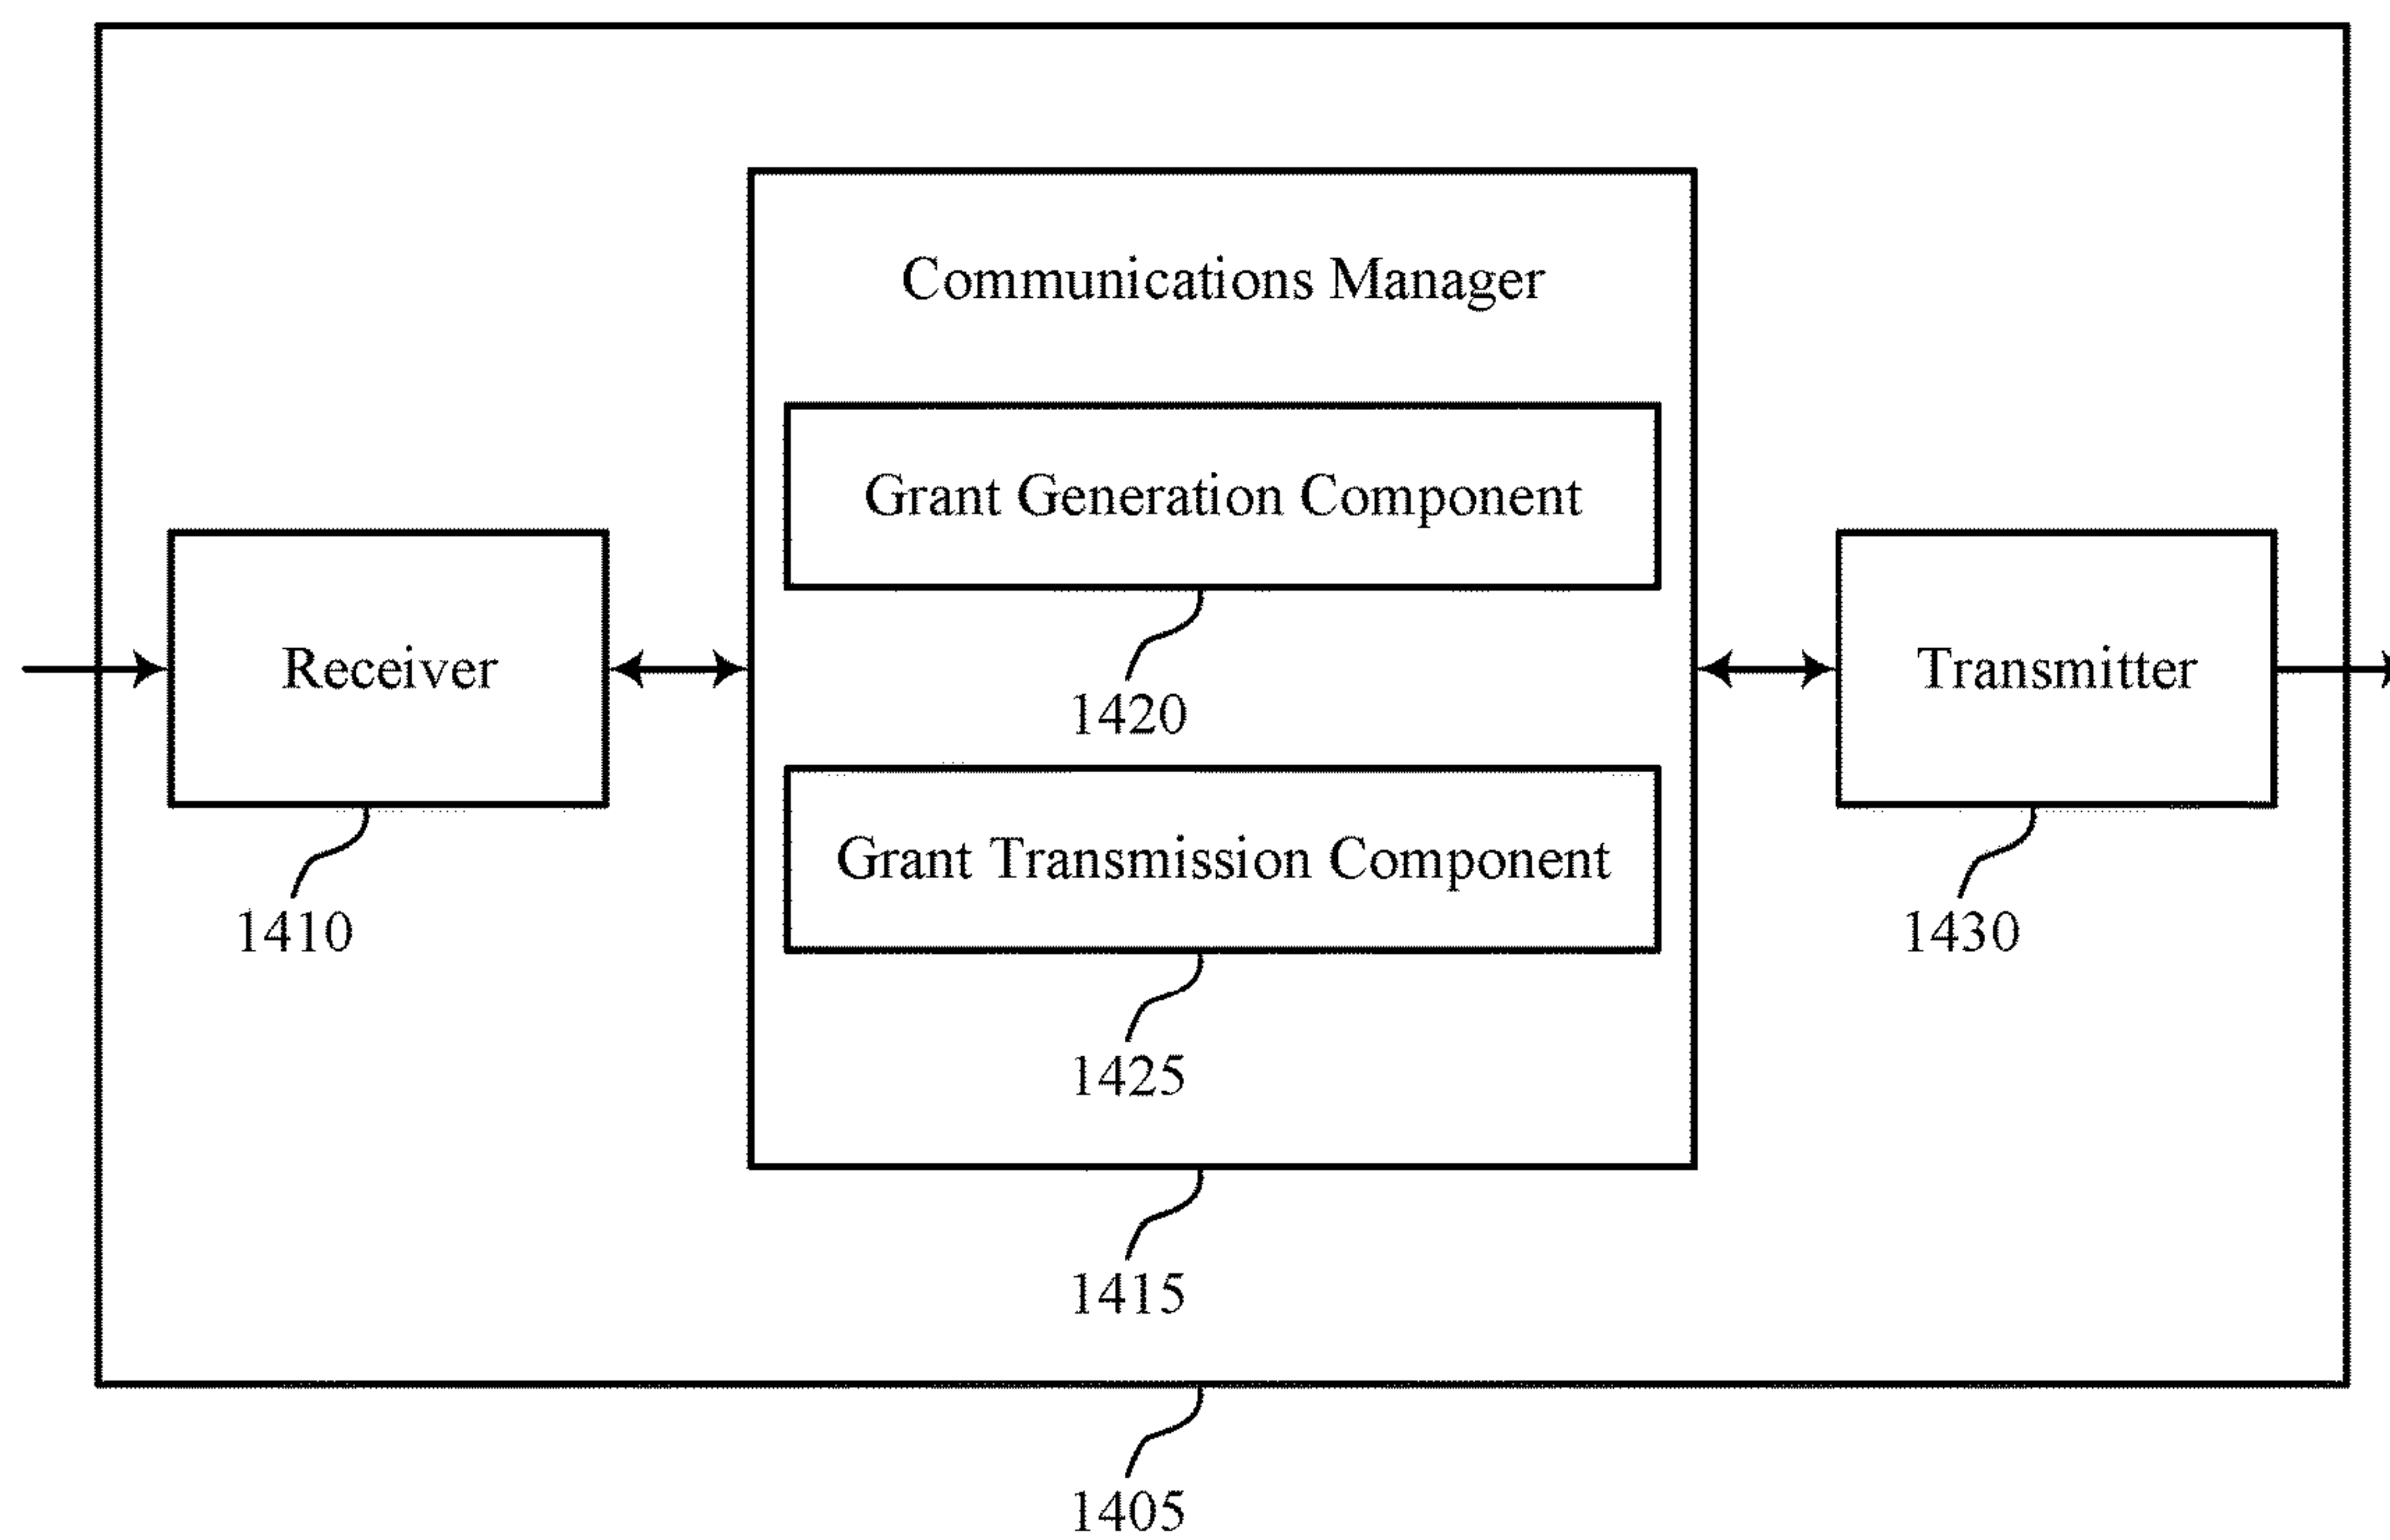 Communications Manager
Grant Generation Component
Receiver
Transmitter
1420
Grant Transmission Component
1410
1430
1425
1415
1405